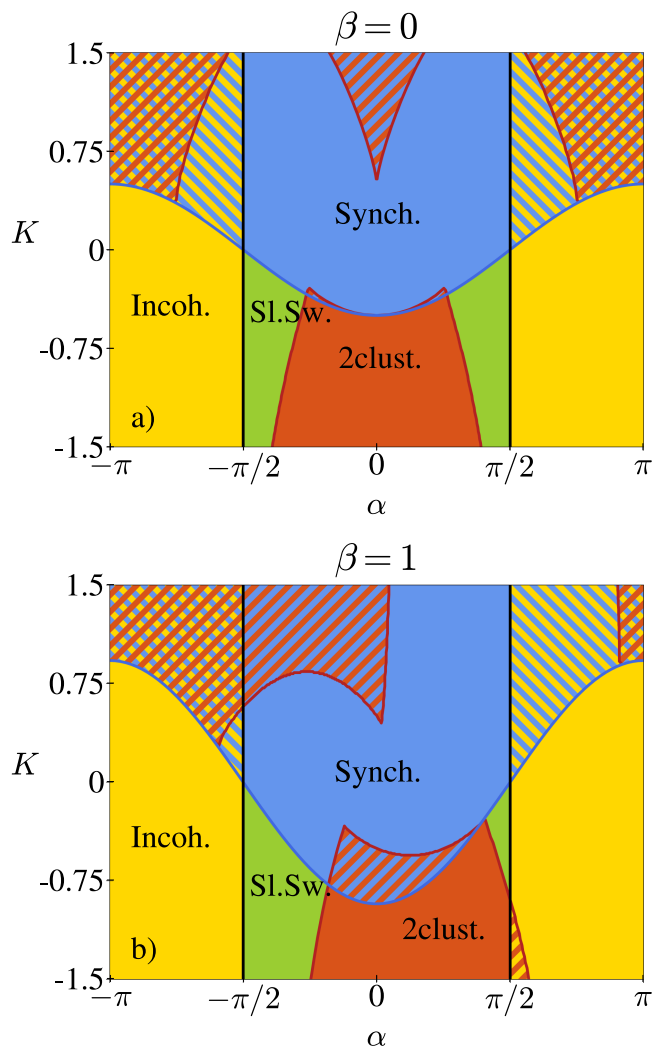 β=0
1.5
0.75
K
0
-0.75
-1.5
Synch.
Incoh.
Sl.Sw.
2clust.
a)
−π
−π/2
0
π/2
π
α
β=1
1.5
0.75
K
0
-0.75
-1.5
Synch.
Incoh.
Sl.Sw.
2clust.
b)
−π
−π/2
0
π/2
π
α